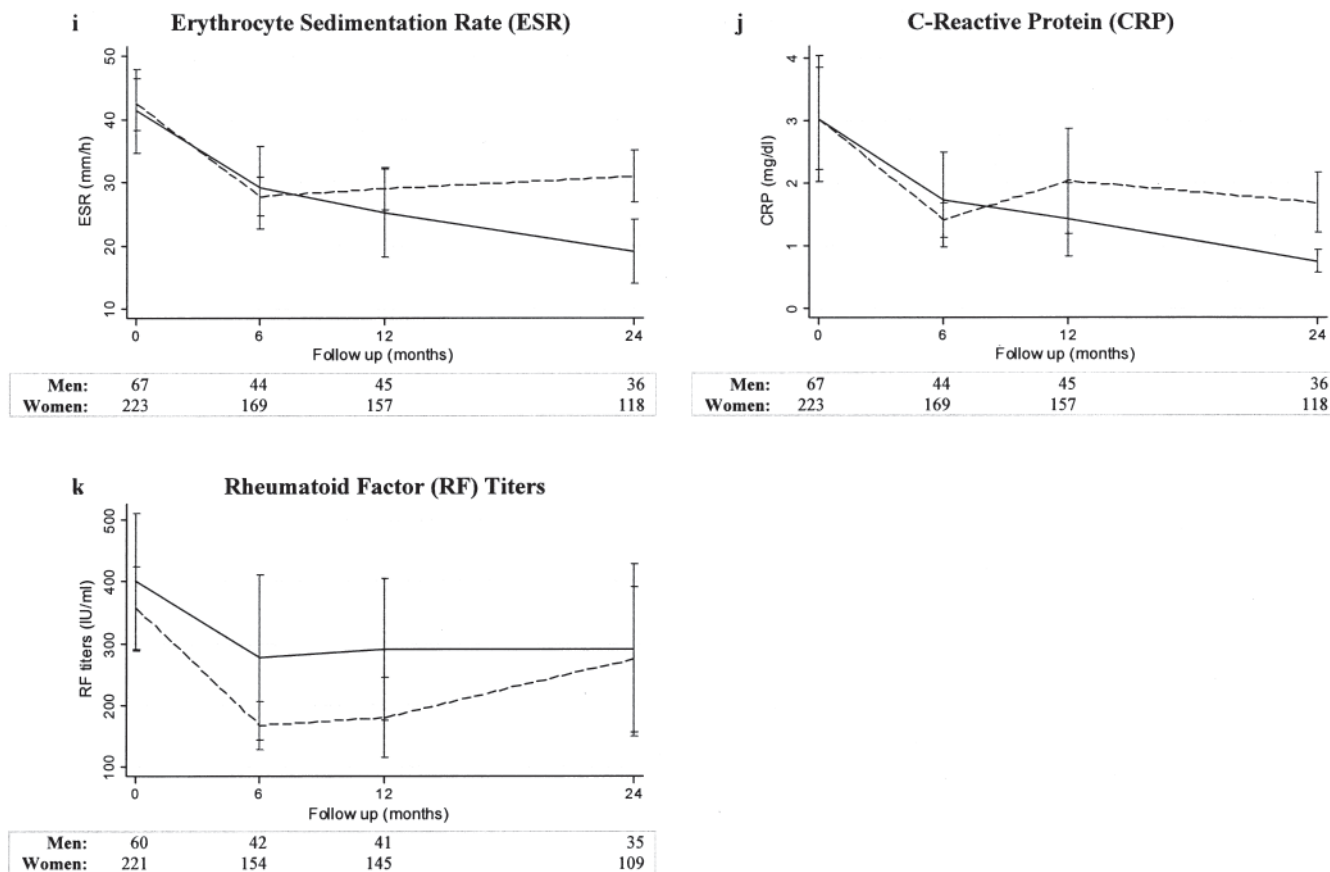 i Erythrocyte Sedimentation Rate (ESR)
ESR (mm/h)
50
40
30
20
10
0 6 12 24
Follow up (months)
Men: 67 44 45 36
Women: 223 169 157 118
j C-Reactive Protein (CRP)
CRP (mg/dl)
4
3
2
1
0
0 6 12 24
Follow up (months)
Men: 67 44 45 36
Women: 223 169 157 118
k Rheumatoid Factor (RF) Titers
RF titers (IU/ml)
500
400
300
200
100
0 6 12 24
Follow up (months)
Men: 60 42 41 35
Women: 221 154 145 109